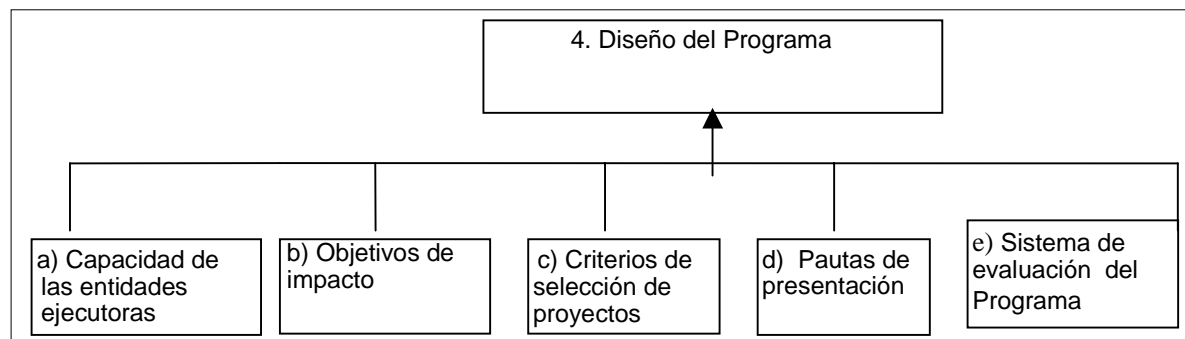 4. Diseño del Programa
a) Capacidad de
las entidades
ejecutoras
b) Objetivos de
impacto
c) Criterios de
selección de
proyectos
d) Pautas de
presentación
e) Sistema de
evaluación del
Programa